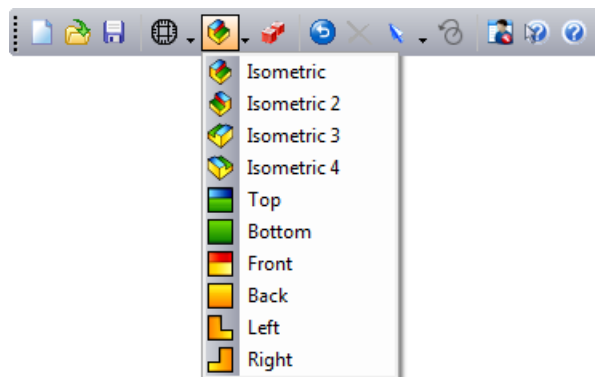 Isometric
Isometric 2
Isometric 3
Isometric 4
Top
Bottom
Front
Back
Left
Right